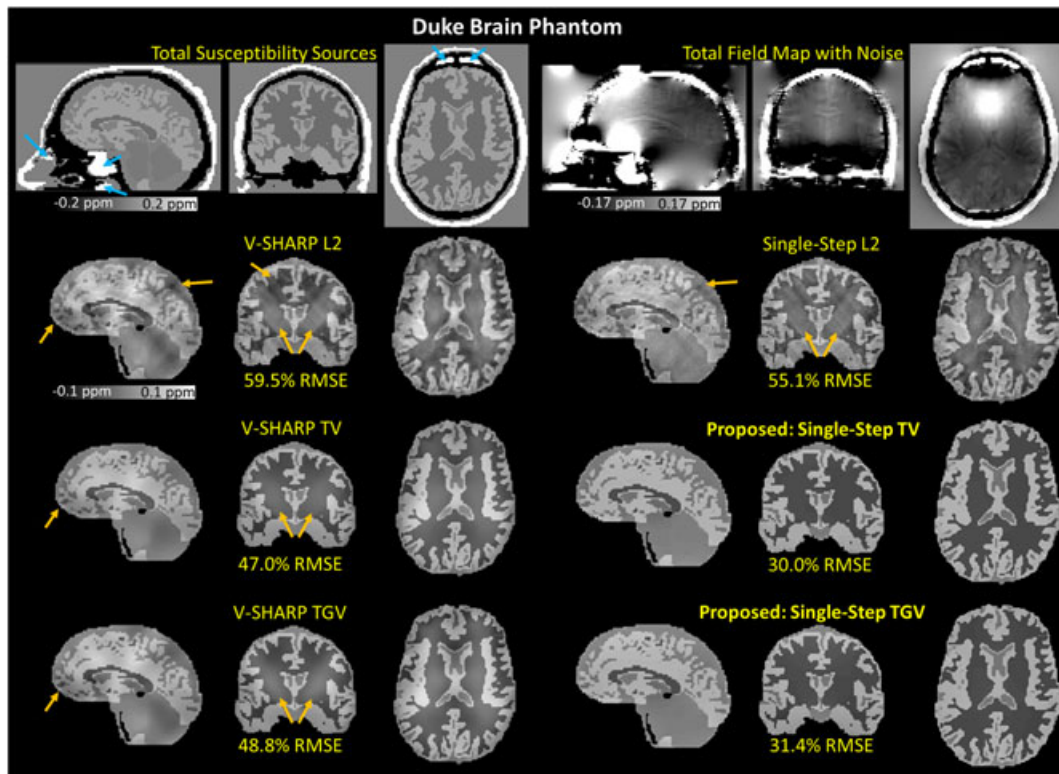 Duke Brain Phantom
Total Susceptibility Sources
Total Field Map with Noise
-0.2 ppm 0.2 ppm
-0.17 ppm 0.17 ppm
V-SHARP L2
Single-Step L2
59.5% RMSE
55.1% RMSE
-0.1 ppm 0.1 ppm
V-SHARP TV
Proposed: Single-Step TV
47.0% RMSE
30.0% RMSE
V-SHARP TGV
Proposed: Single-Step TGV
48.8% RMSE
31.4% RMSE